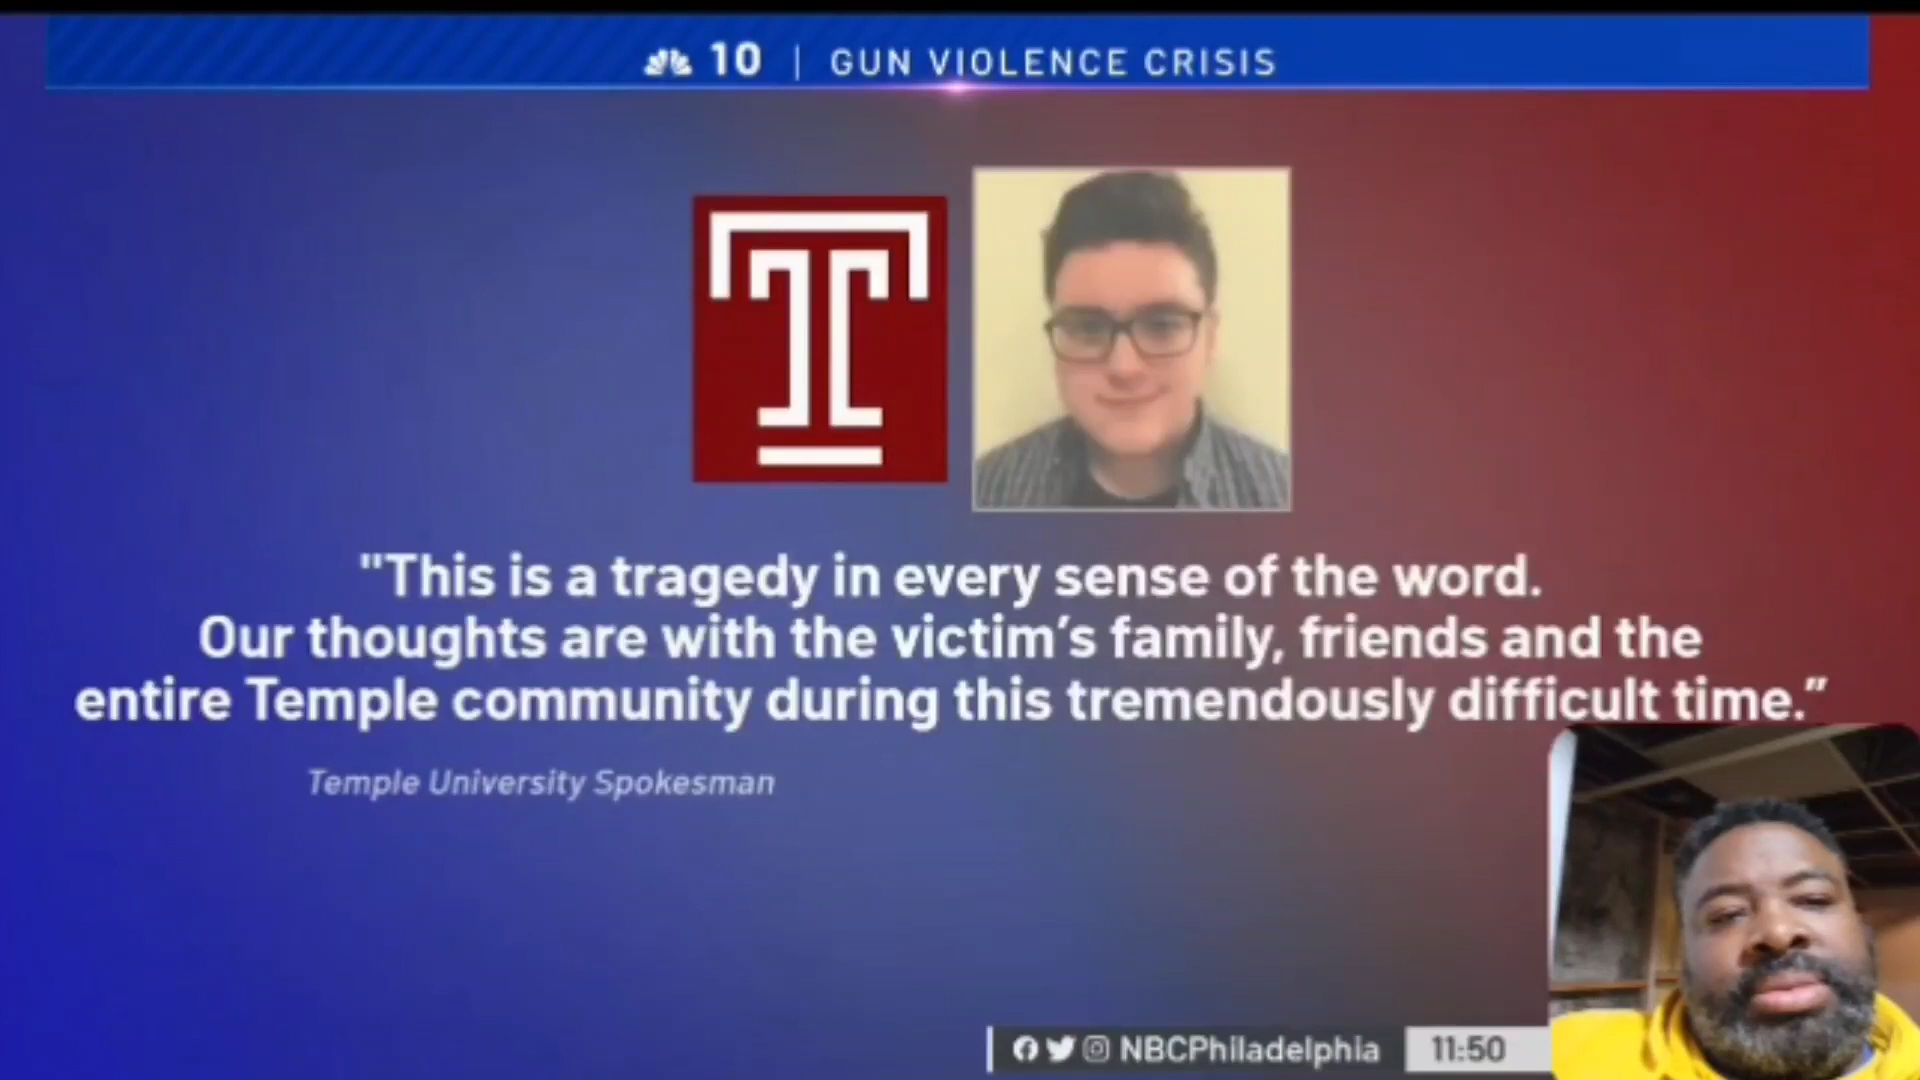 10 | GUN VIOLENCE CRISIS
"This is a tragedy in every sense of the word.
Our thoughts are with the victim’s family, friends and the
entire Temple community during this tremendously difficult time.”
Temple University Spokesman
NBCPhiladelphia 11:50